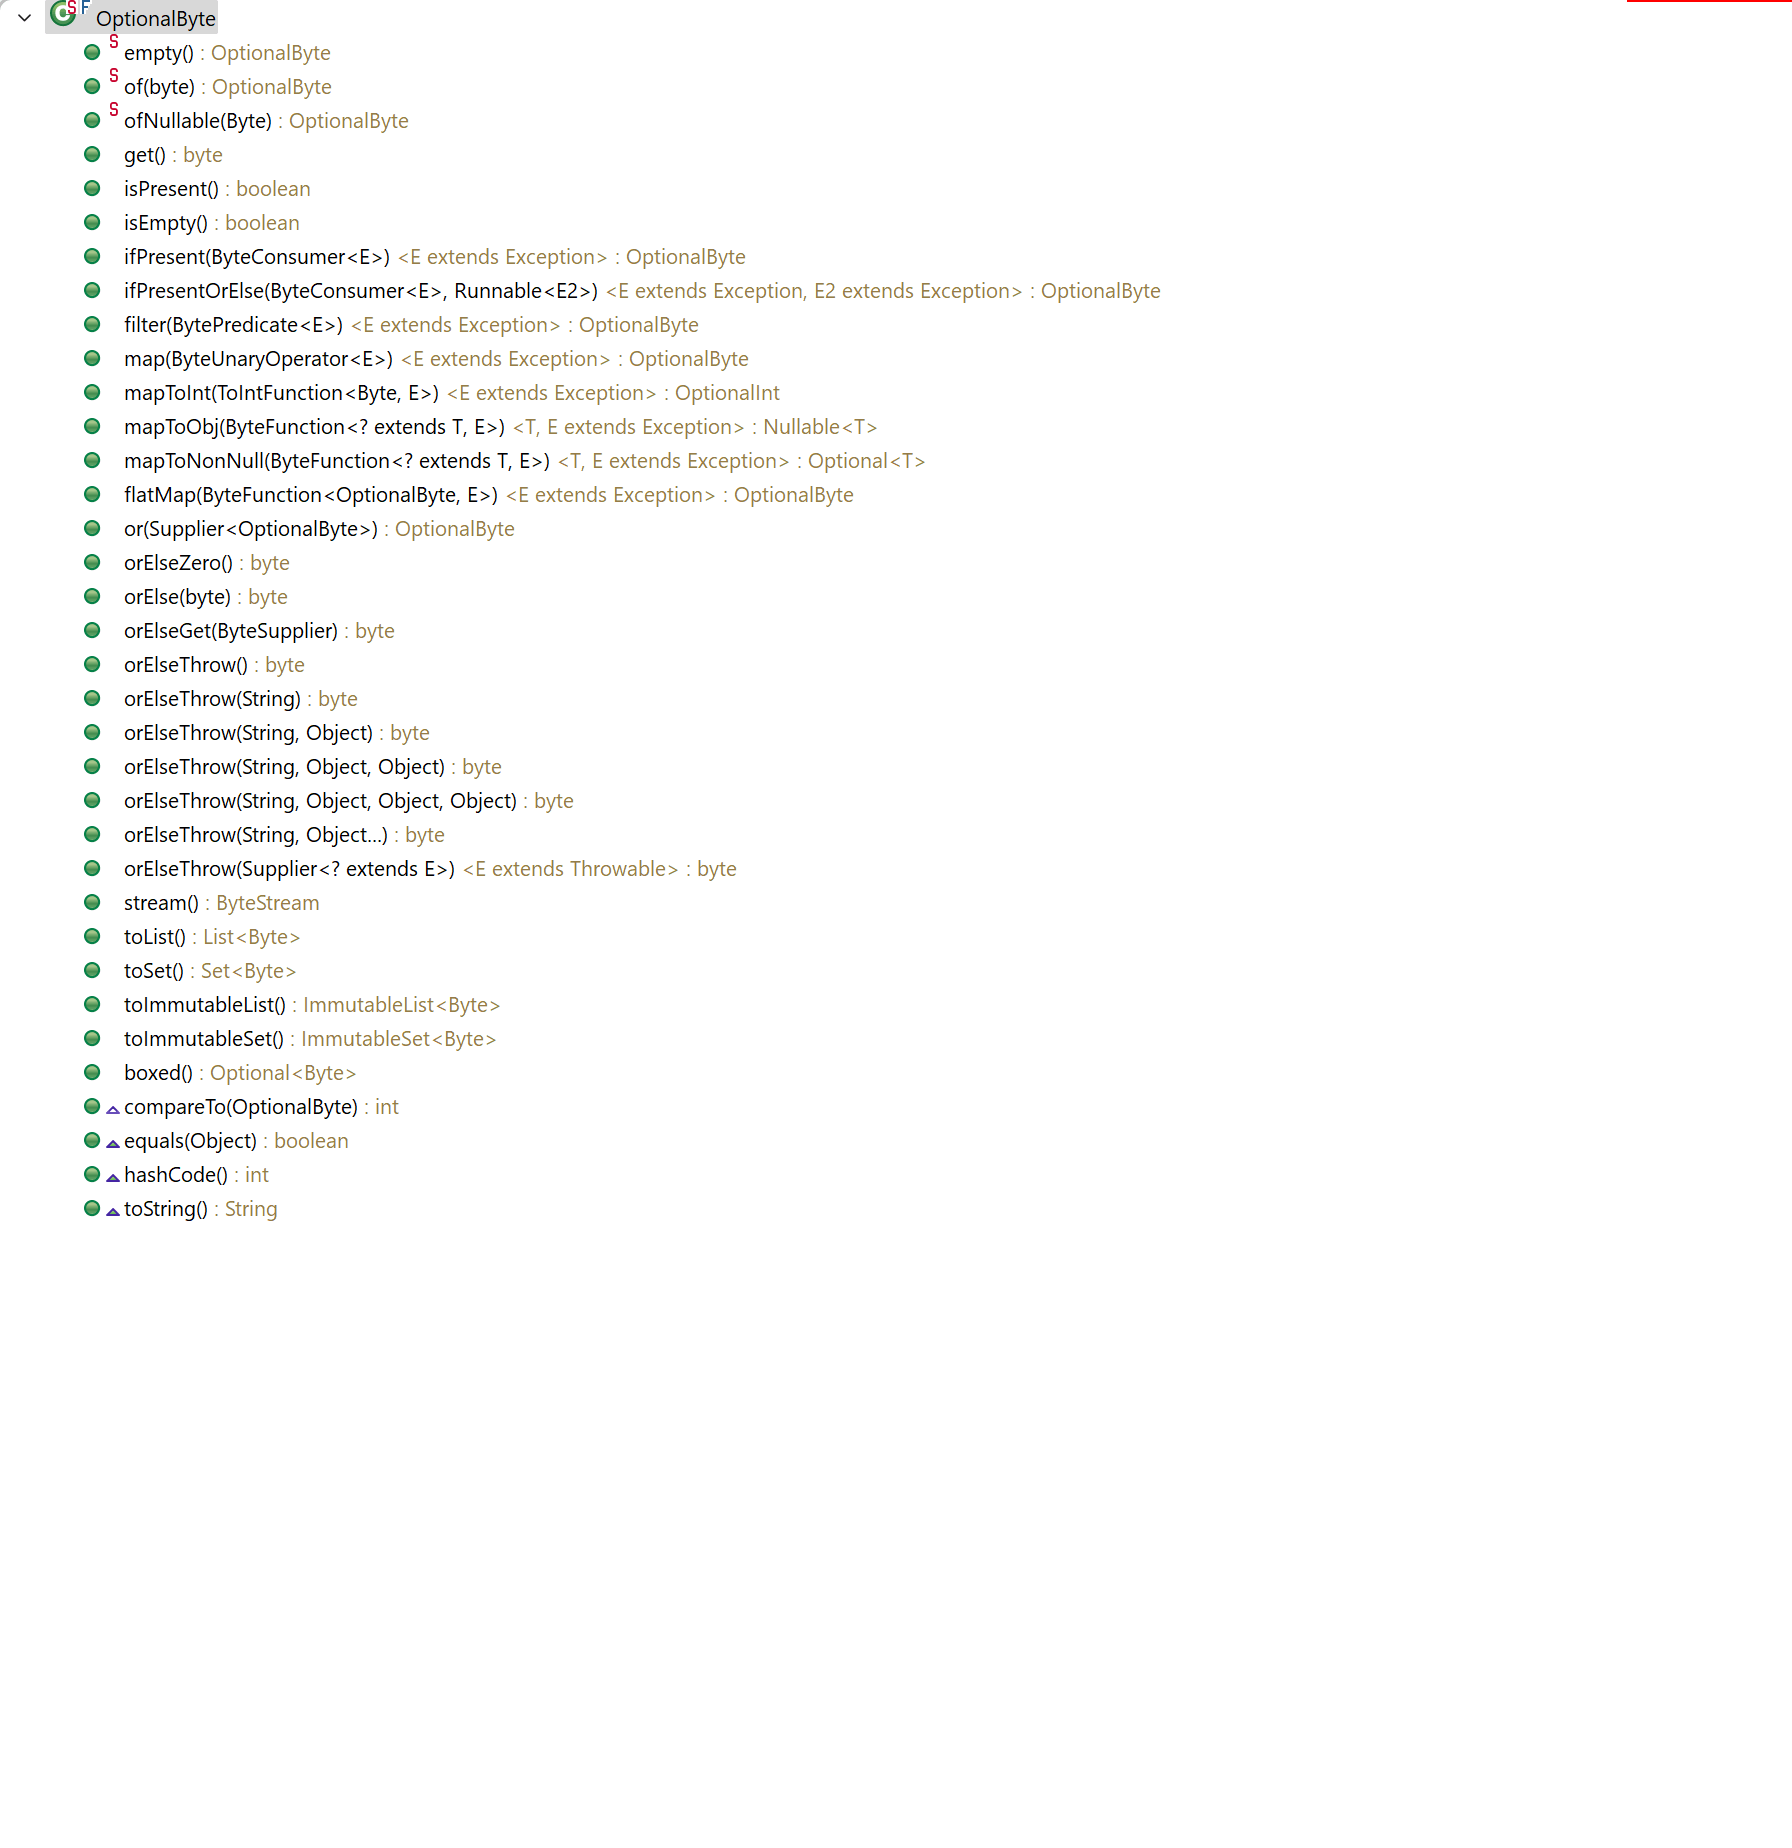 OptionalByte
empty() : OptionalByte
of(byte) : OptionalByte
ofNullable(Byte) : OptionalByte
get() : byte
isPresent() : boolean
isEmpty() : boolean
ifPresent(ByteConsumer<E>) <E extends Exception> : OptionalByte
ifPresentOrElse(ByteConsumer<E>, Runnable<E2>) <E extends Exception, E2 extends Exception> : OptionalByte
filter(BytePredicate<E>) <E extends Exception> : OptionalByte
map(ByteUnaryOperator<E>) <E extends Exception> : OptionalByte
mapToInt(ToIntFunction<Byte, E>) <E extends Exception> : OptionalInt
mapToObj(ByteFunction<? extends T, E>) <T, E extends Exception> : Nullable<T>
mapToNonNull(ByteFunction<? extends T, E>) <T, E extends Exception> : Optional<T>
flatMap(ByteFunction<OptionalByte, E>) <E extends Exception> : OptionalByte
or(Supplier<OptionalByte>) : OptionalByte
orElseZero() : byte
orElse(byte) : byte
orElseGet(ByteSupplier) : byte
orElseThrow() : byte
orElseThrow(String) : byte
orElseThrow(String, Object) : byte
orElseThrow(String, Object, Object) : byte
orElseThrow(String, Object, Object, Object) : byte
orElseThrow(String, Object...) : byte
orElseThrow(Supplier<? extends E>) <E extends Throwable> : byte
stream() : ByteStream
toList() : List<Byte>
toSet() : Set<Byte>
toImmutableList() : ImmutableList<Byte>
toImmutableSet() : ImmutableSet<Byte>
boxed() : Optional<Byte>
compareTo(OptionalByte) : int
equals(Object) : boolean
hashCode() : int
toString() : String